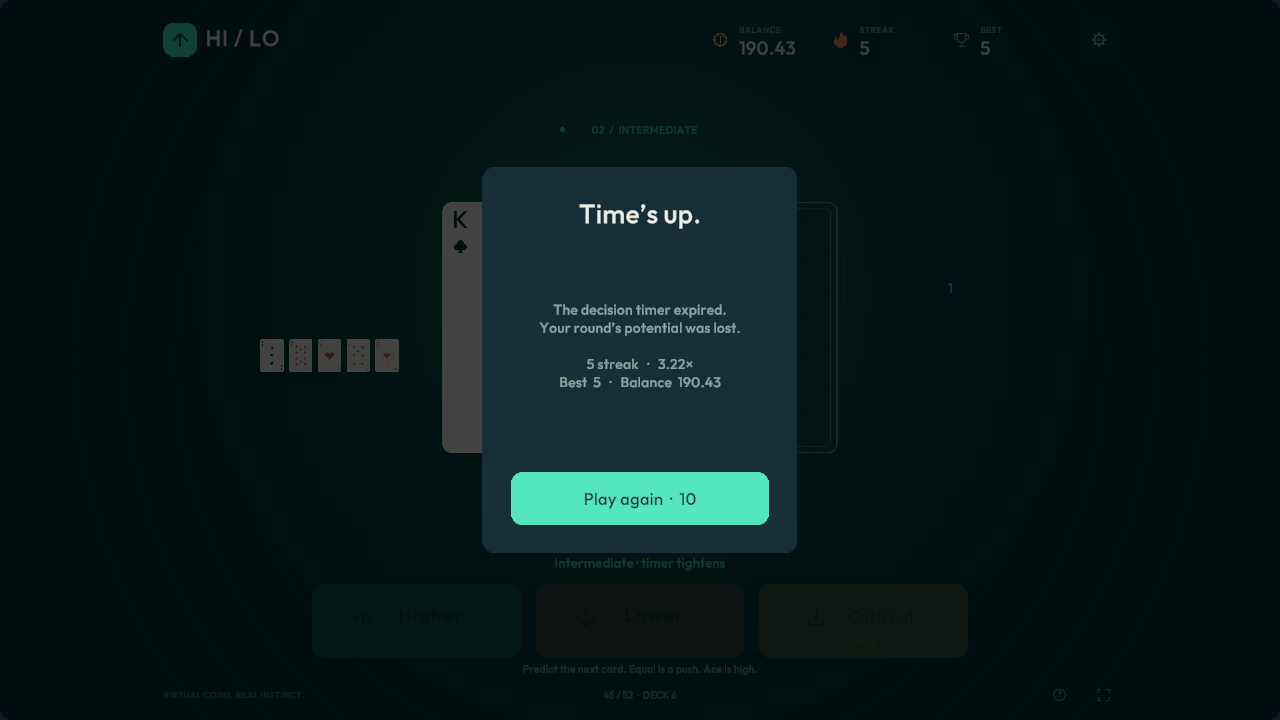 HI / LO
BALANCE
190.43
STREAK
5
BEST
5
02 / INTERMEDIATE
K
1
Time's up.
The decision timer expired.
Your round's potential was lost.
5 streak · 3.22×
Best 5 · Balance 190.43
Play again · 10
Intermediate · timer tightens
Higher
Lower
Cash out
Predict the next card. Equal is a push. Ace is high.
VIRTUAL COINS. REAL INSTINCT.
45 / 52 · DECK 6